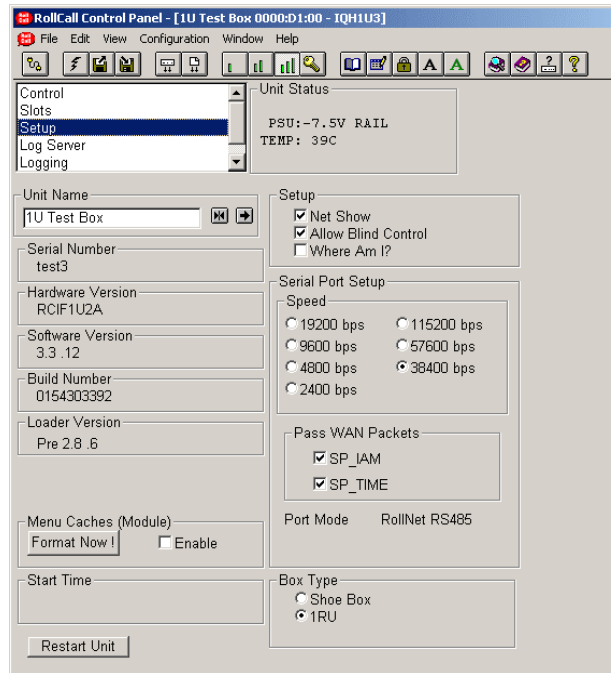 RollCall Control Panel - [1U Test Box 0000:D1:00 - IQH1U3]
File Edit View Configuration Window Help
A A
Control
Slots
Setup
Log Server
Logging
Unit Status
PSU:-7.5V RAIL
TEMP: 39C
Unit Name
1U Test Box
Serial Number
test3
Hardware Version
RCIF1U2A
Software Version
3.3 .12
Build Number
0154303392
Loader Version
Pre 2.8 .6
Menu Caches (Module)
Format Now ! Enable
Start Time
Restart Unit
Setup
Net Show
Allow Blind Control
Where Am I?
Serial Port Setup
Speed
19200 bps 115200 bps
9600 bps 57600 bps
4800 bps 38400 bps
2400 bps
Pass WAN Packets
SP_IAM
SP_TIME
Port Mode RollNet RS485
Box Type
Shoe Box
1RU